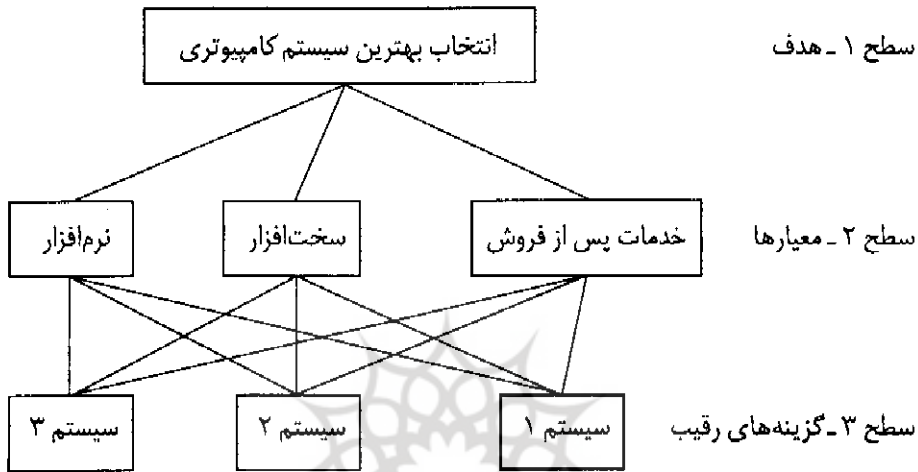 سطح ۱ ـ هدف
انتخاب بهترین سیستم کامپیوتری
سطح ۲ ـ معیارها
خدمات پس از فروش
سخت‌افزار
نرم‌افزار
سطح ۳ ـ گزینه‌های رقیب
سیستم ۱
سیستم ۲
سیستم ۳